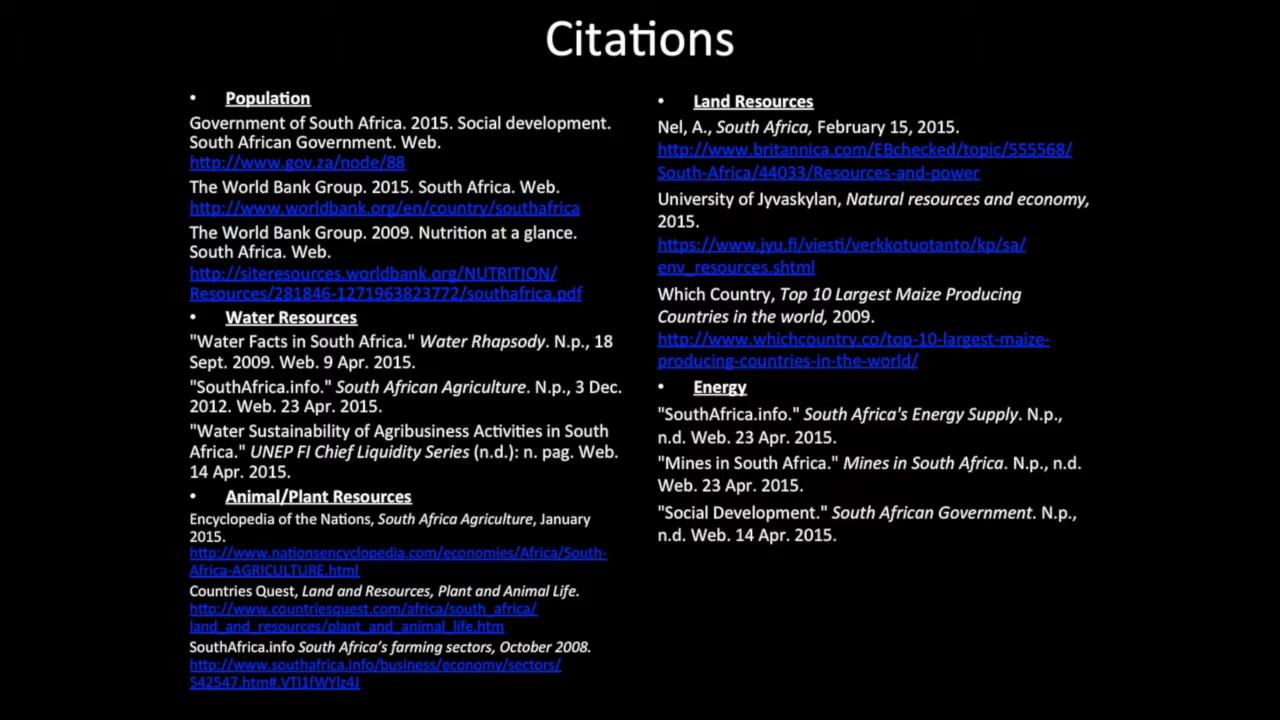 Citations
• Population
Government of South Africa. 2015. Social development.
South African Government. Web.
http://www.gov.za/node/88
The World Bank Group. 2015. South Africa. Web.
http://www.worldbank.org/en/country/southafrica
The World Bank Group. 2009. Nutrition at a glance.
South Africa. Web.
http://siteresources.worldbank.org/NUTRITION/
Resources/281846-1271963823772/southafrica.pdf
• Water Resources
"Water Facts in South Africa." Water Rhapsody. N.p., 18
Sept. 2009. Web. 9 Apr. 2015.
"SouthAfrica.info." South African Agriculture. N.p., 3 Dec.
2012. Web. 23 Apr. 2015.
"Water Sustainability of Agribusiness Activities in South
Africa." UNEP FI Chief Liquidity Series (n.d.): n. pag. Web.
14 Apr. 2015.
• Animal/Plant Resources
Encyclopedia of the Nations, South Africa Agriculture, January
2015.
http://www.nationsencyclopedia.com/economies/Africa/South-
Africa-AGRICULTURE.html
Countries Quest, Land and Resources, Plant and Animal Life.
http://www.countriesquest.com/africa/south_africa/
land_and_resources/plant_and_animal_life.htm
SouthAfrica.info South Africa's farming sectors, October 2008.
http://www.southafrica.info/business/economy/sectors/
542547.htm#.VTI1fWYlz4J
• Land Resources
Nel, A., South Africa, February 15, 2015.
http://www.britannica.com/EBchecked/topic/555568/
South-Africa/44033/Resources-and-power
University of Jyvaskylan, Natural resources and economy,
2015.
https://www.jyu.fi/viesti/verkkotuotanto/kp/sa/
env_resources.shtml
Which Country, Top 10 Largest Maize Producing
Countries in the world, 2009.
http://www.whichcountry.co/top-10-largest-maize-
producing-countries-in-the-world/
• Energy
"SouthAfrica.info." South Africa's Energy Supply. N.p.,
n.d. Web. 23 Apr. 2015.
"Mines in South Africa." Mines in South Africa. N.p., n.d.
Web. 23 Apr. 2015.
"Social Development." South African Government. N.p.,
n.d. Web. 14 Apr. 2015.